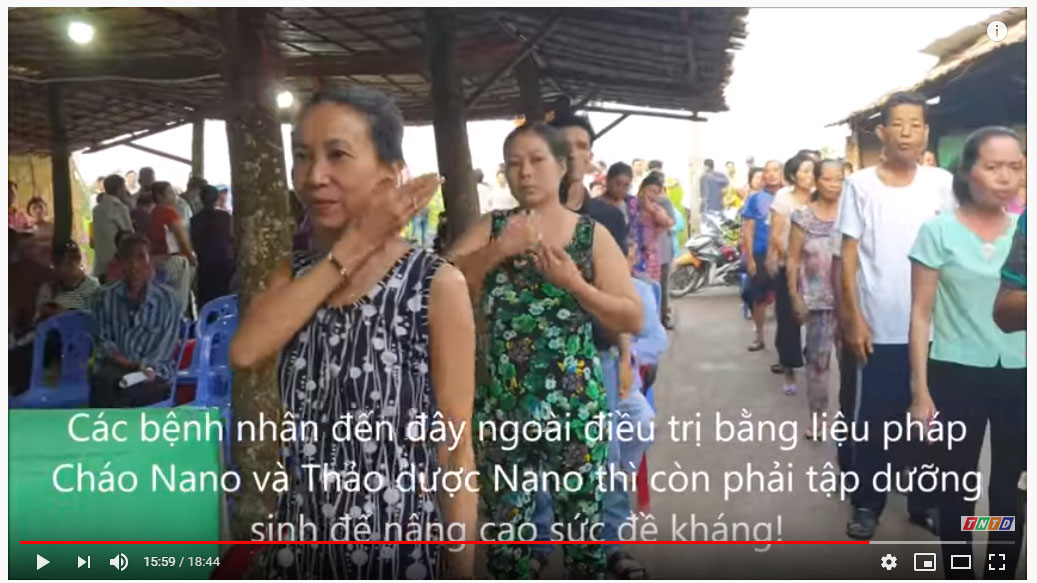 Các bệnh nhân đến đây ngoài điều trị bằng liệu pháp
Cháo Nano và Thảo dược Nano thì còn phải tập dưỡng
sinh để nâng cao sức đề kháng!
TNTD
15:59 / 18:44